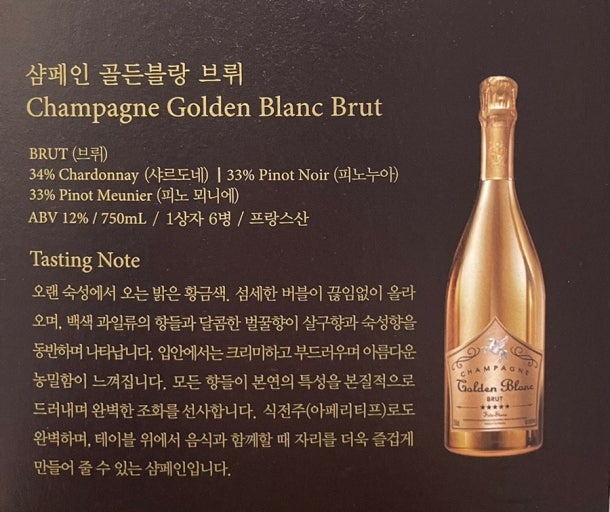 샴페인 골든블랑 브뤼
Champagne Golden Blanc Brut
BRUT (브뤼)
34% Chardonnay (샤르도네) | 33% Pinot Noir (피노누아)
33% Pinot Meunier (피노 뫼니에)
ABV 12% / 750mL / 1상자 6병 / 프랑스산
Tasting Note
오랜 숙성에서 오는 밝은 황금색. 섬세한 버블이 끊임없이 올라
오며, 백색 과일류의 향들과 달콤한 벌꿀향이 살구향과 숙성향을
동반하며 나타납니다. 입안에서는 크리미하고 부드러우며 아름다운
농밀함이 느껴집니다. 모든 향들이 본연의 특성을 본질적으로
드러내며 완벽한 조화를 선사합니다. 식전주(아페리티프)로도
완벽하며, 테이블 위에서 음식과 함께할 때 자리를 더욱 즐겁게
만들어 줄 수 있는 샴페인입니다.
CHAMPAGNE
Golden Blanc
BRUT
★★★★★